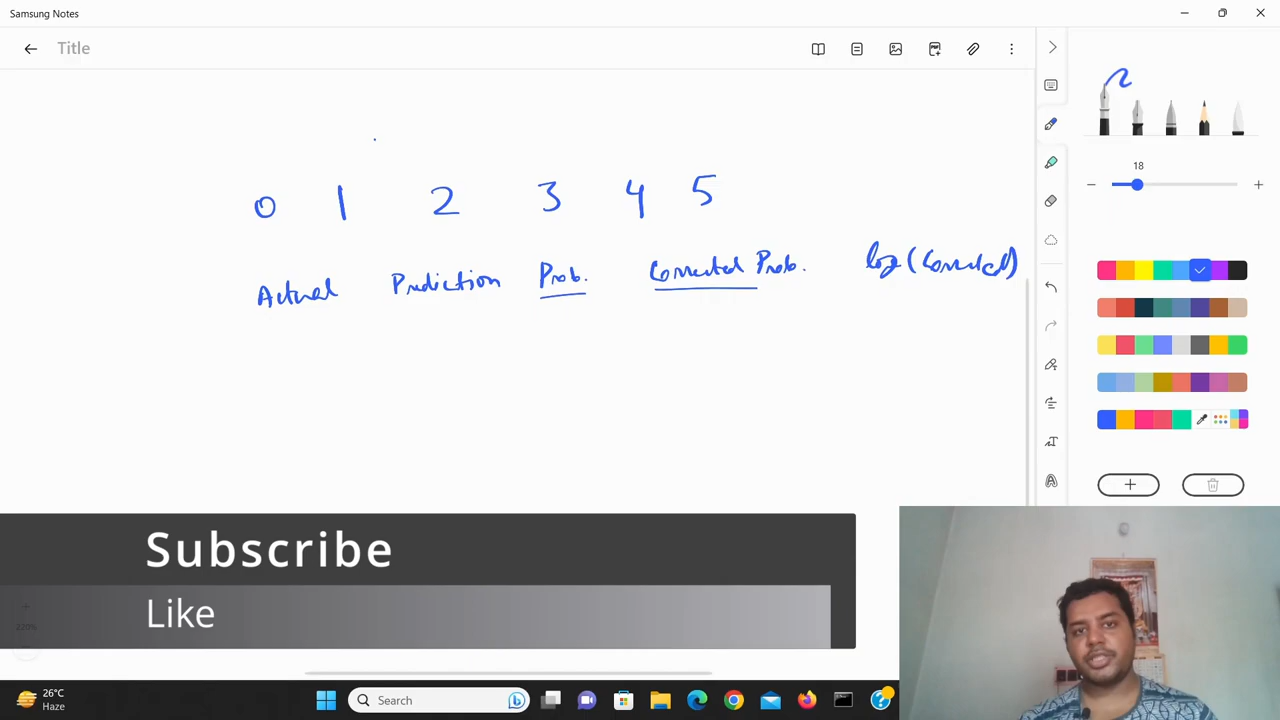 Samsung Notes
Title
18
0 1 2 3 4 5
Actual Prediction Prob. Corrected Prob. log(Corrected)
Subscribe
Like
220%
26°C
Haze
Search